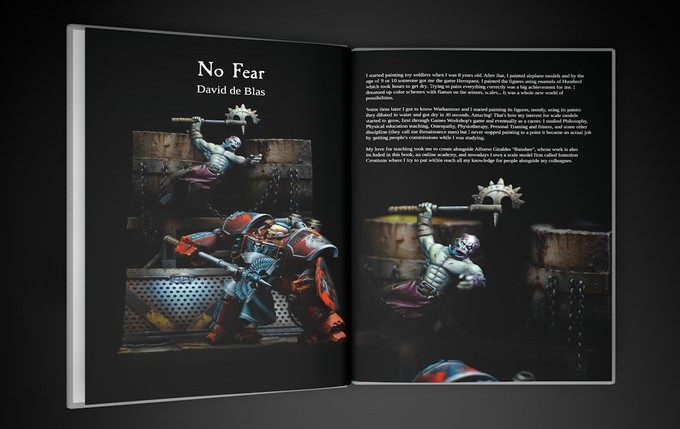 No Fear
David de Blas
I started painting toy soldiers when I was 8 years old. After that, I painted airplane models and by the
age of 9 or 10 someone got me the game Heroquest. I painted the figures using enamels of Humbrol
which took hours to get dry. Trying to paint everything correctly was a big achievement for me. I
dreamed up color schemes with flames on the armors, scales... It was a whole new world of
possibilities.
Some time later I got to know Warhammer and I started painting its figures, mostly, using its paints:
they diluted in water and got dry in 30 seconds. Amazing! That's how my interest for scale models
started to grow, first through Games Workshop's game and eventually as a career. I studied Philosophy,
Physical education teaching, Osteopathy, Physiotherapy, Personal Training and fitness, and some other
discipline (they call me Renaissance man) but I never stopped painting to a point it became an actual job
by getting people's commissions while I was studying.
My love for teaching took me to create alongside Alfonso Giraldes "Banshee", whose work is also
included in this book, an online academy, and nowadays I own a scale model firm called Inmotion
Creations where I try to put within reach all my knowledge for people alongside my colleagues.